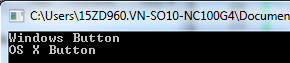 C:\Users\15ZD960.VN-SO10-NC100G4\Documen
Windows Button
OS X Button